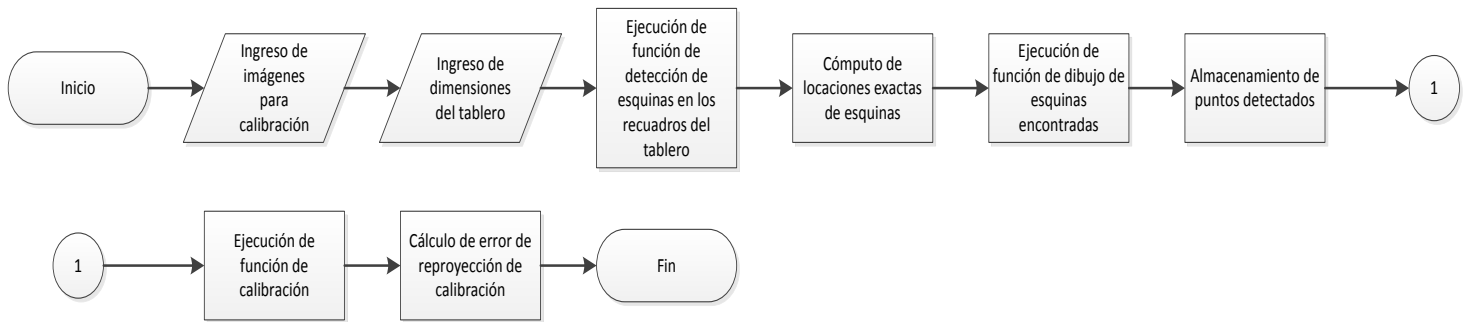 Inicio
Ingreso de
imágenes
para
calibración
Ingreso de
dimensiones
del tablero
Ejecución de
función de
detección de
esquinas en los
recuadros del
tablero
Cómputo de
locaciones exactas
de esquinas
Ejecución de
función de dibujo de
esquinas
encontradas
Almacenamiento de
puntos detectados
1
1
Ejecución de
función de
calibración
Cálculo de error de
reproyección de
calibración
Fin